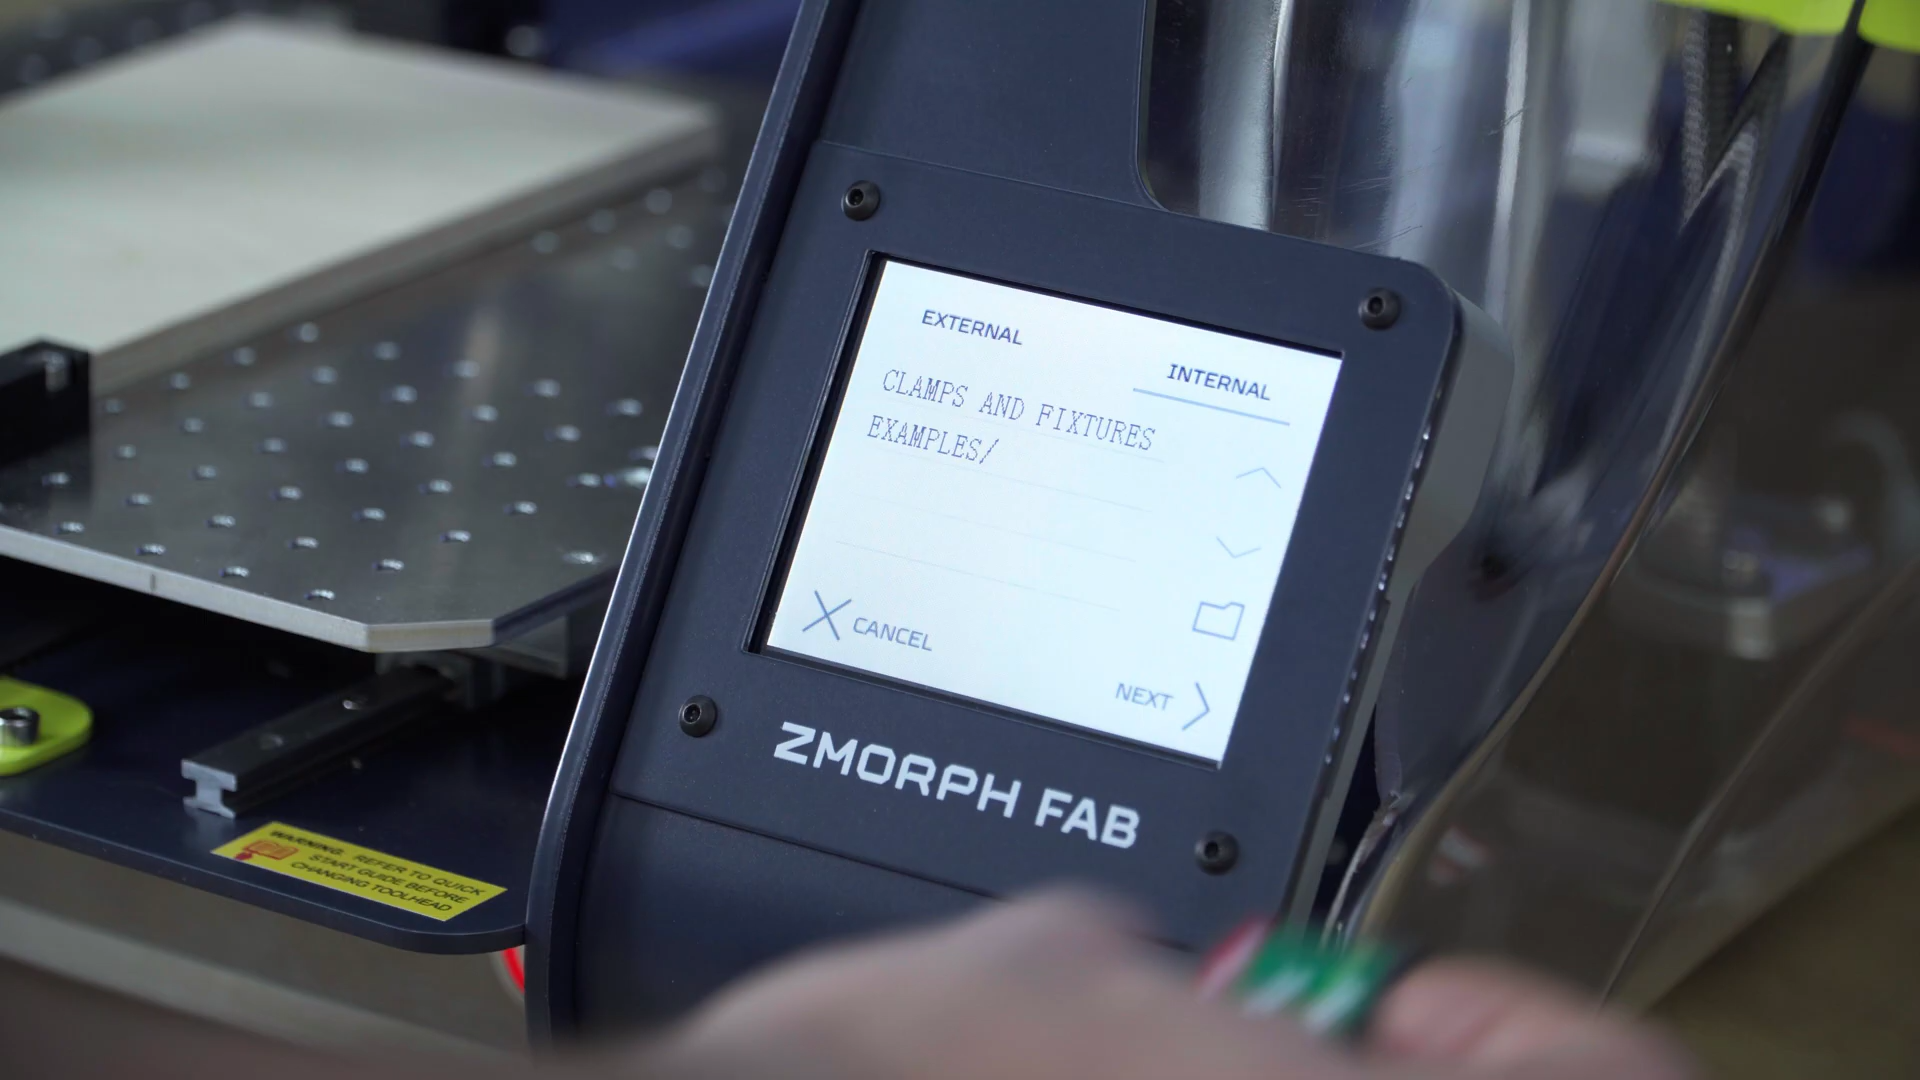 EXTERNAL
INTERNAL
CLAMPS AND FIXTURES
EXAMPLES/
CANCEL
NEXT
ZMORPH FAB
WARNING. REFER TO QUICK
START GUIDE BEFORE
CHANGING TOOLHEAD